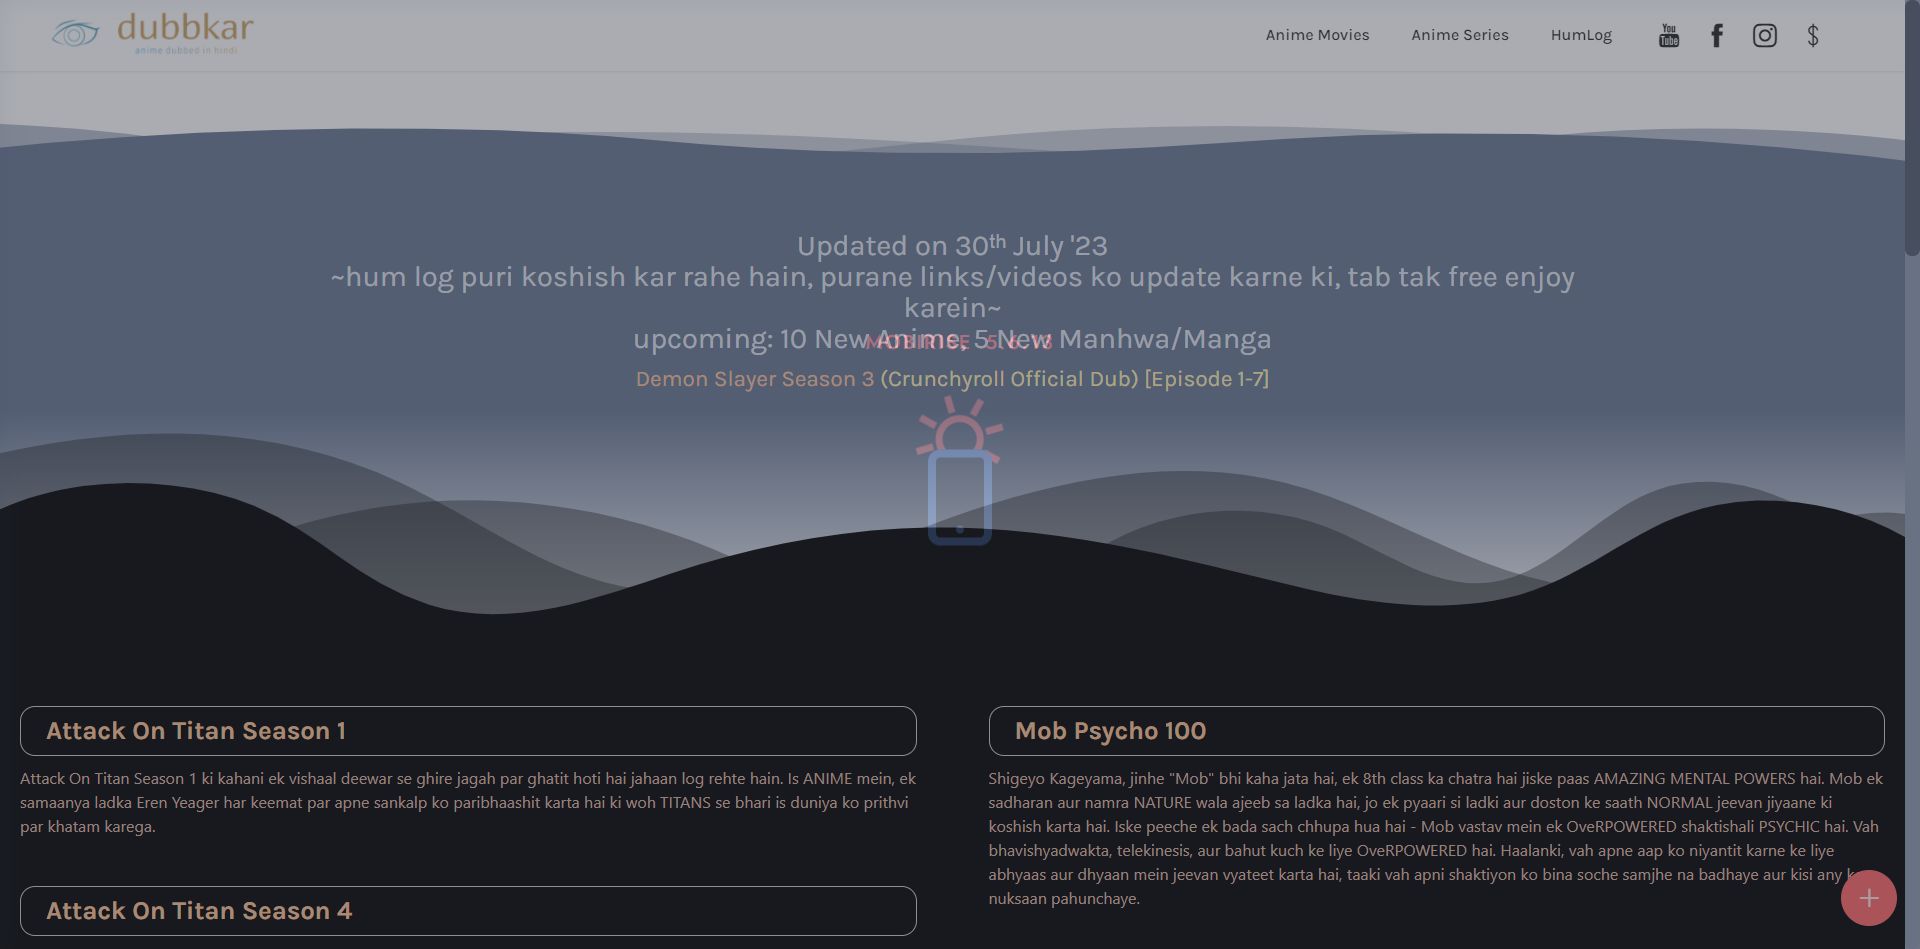 dubbkar
anime dubbed in hindi
Anime Movies
Anime Series
HumLog
You
Tube
Updated on 30th July '23
~hum log puri koshish kar rahe hain, purane links/videos ko update karne ki, tab tak free enjoy
karein~
upcoming: 10 New Anime, 5 New Manhwa/Manga
MOBIRISE 5.6.13
Demon Slayer Season 3 (Crunchyroll Official Dub) [Episode 1-7]
Attack On Titan Season 1
Attack On Titan Season 1 ki kahani ek vishaal deewar se ghire jagah par ghatit hoti hai jahaan log rehte hain. Is ANIME mein, ek
samaanya ladka Eren Yeager har keemat par apne sankalp ko paribhaashit karta hai ki woh TITANS se bhari is duniya ko prithvi
par khatam karega.
Attack On Titan Season 4
Mob Psycho 100
Shigeyo Kageyama, jinhe "Mob" bhi kaha jata hai, ek 8th class ka chatra hai jiske paas AMAZING MENTAL POWERS hai. Mob ek
sadharan aur namra NATURE wala ajeeb sa ladka hai, jo ek pyaari si ladki aur doston ke saath NORMAL jeevan jiyaane ki
koshish karta hai. Iske peeche ek bada sach chhupa hua hai - Mob vastav mein ek OveRPOWERED shaktishali PSYCHIC hai. Vah
bhavishyadwakta, telekinesis, aur bahut kuch ke liye OveRPOWERED hai. Haalanki, vah apne aap ko niyantit karne ke liye
abhyaas aur dhyaan mein jeevan vyateet karta hai, taaki vah apni shaktiyon ko bina soche samjhe na badhaye aur kisi any
nuksaan pahunchaye.